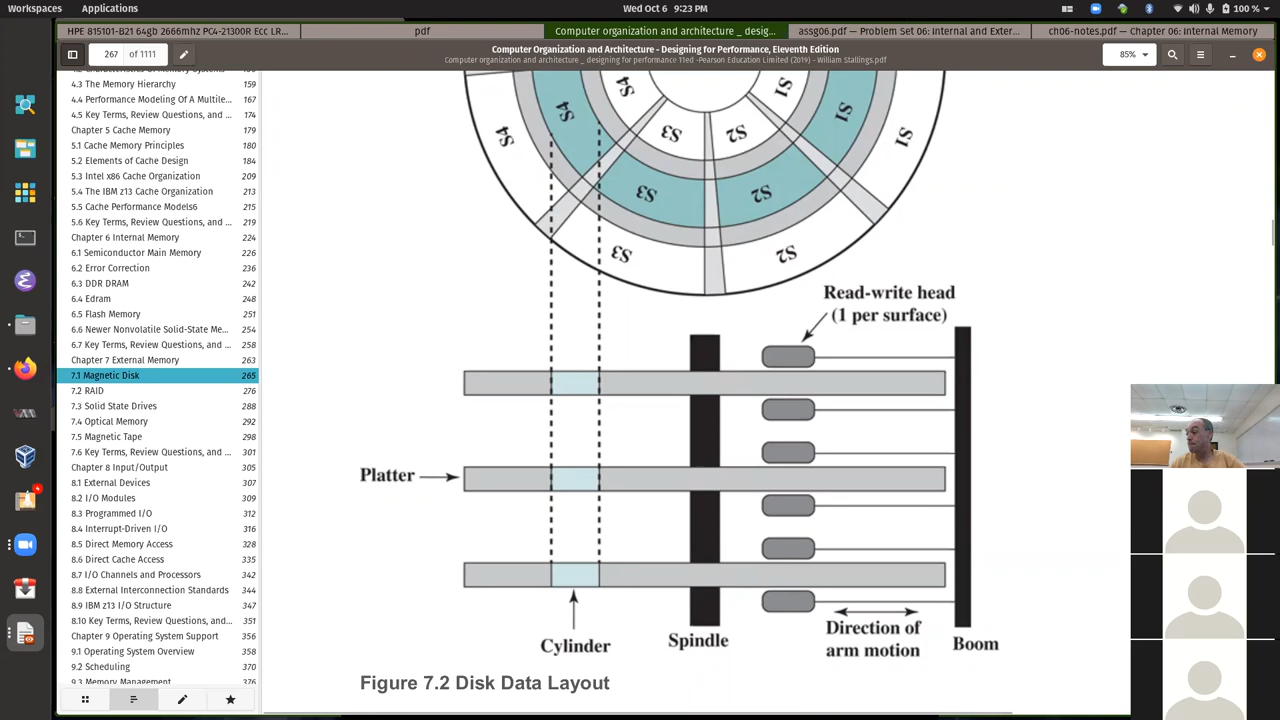 Workspaces Applications Wed Oct 6 9:23 PM 100 %
HPE 815101-B21 64gb 2666mhz PC4-21300R Ecc LR... pdf Computer organization and architecture _ desig... assg06.pdf — Problem Set 06: Internal and Exter... ch06-notes.pdf — Chapter 06: Internal Memory
267 of 1111 Computer Organization and Architecture - Designing for Performance, Eleventh Edition 85%
Computer organization and architecture _ designing for performance 11ed -Pearson Education Limited (2019) - William Stallings.pdf
4.3 The Memory Hierarchy 159
4.4 Performance Modeling Of A Multile... 167
4.5 Key Terms, Review Questions, and ... 174
Chapter 5 Cache Memory 179
5.1 Cache Memory Principles 180
5.2 Elements of Cache Design 184
5.3 Intel x86 Cache Organization 209
5.4 The IBM z13 Cache Organization 213
5.5 Cache Performance Models6 215
5.6 Key Terms, Review Questions, and ... 219
Chapter 6 Internal Memory 224
6.1 Semiconductor Main Memory 226
6.2 Error Correction 236
6.3 DDR DRAM 242
6.4 Edram 248
6.5 Flash Memory 251
6.6 Newer Nonvolatile Solid-State Me... 254
6.7 Key Terms, Review Questions, and ... 258
Chapter 7 External Memory 263
7.1 Magnetic Disk 265
7.2 RAID 276
7.3 Solid State Drives 288
7.4 Optical Memory 292
7.5 Magnetic Tape 298
7.6 Key Terms, Review Questions, and ... 301
Chapter 8 Input/Output 305
8.1 External Devices 307
8.2 I/O Modules 309
8.3 Programmed I/O 312
8.4 Interrupt-Driven I/O 316
8.5 Direct Memory Access 328
8.6 Direct Cache Access 335
8.7 I/O Channels and Processors 342
8.8 External Interconnection Standards 344
8.9 IBM z13 I/O Structure 347
8.10 Key Terms, Review Questions, and... 351
Chapter 9 Operating System Support 356
9.1 Operating System Overview 358
9.2 Scheduling 370
9.3 Memory Management 376
S4 S1
S4 S1
S4 S1
S3 S2
S3 S2
S3 S2
Read-write head
(1 per surface)
Platter
Cylinder
Spindle
Direction of
arm motion
Boom
Figure 7.2 Disk Data Layout